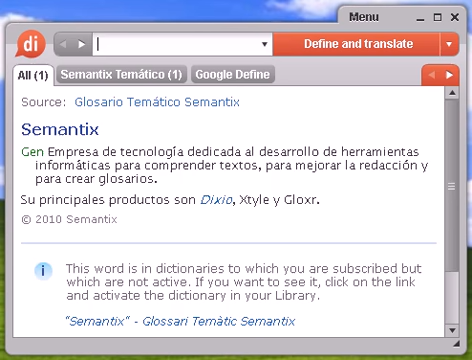 Menu
di
Define and translate
All (1) Semantix Temático (1) Google Define
Source: Glosario Temático Semantix
Semantix
Gen Empresa de tecnología dedicada al desarrollo de herramientas
informáticas para comprender textos, para mejorar la redacción y
para crear glosarios.
Su principales productos son Dixio, Xtyle y Gloxr.
© 2010 Semantix
i
This word is in dictionaries to which you are subscribed but
which are not active. If you want to see it, click on the link
and activate the dictionary in your Library.
"Semantix" - Glossari Temàtic Semantix